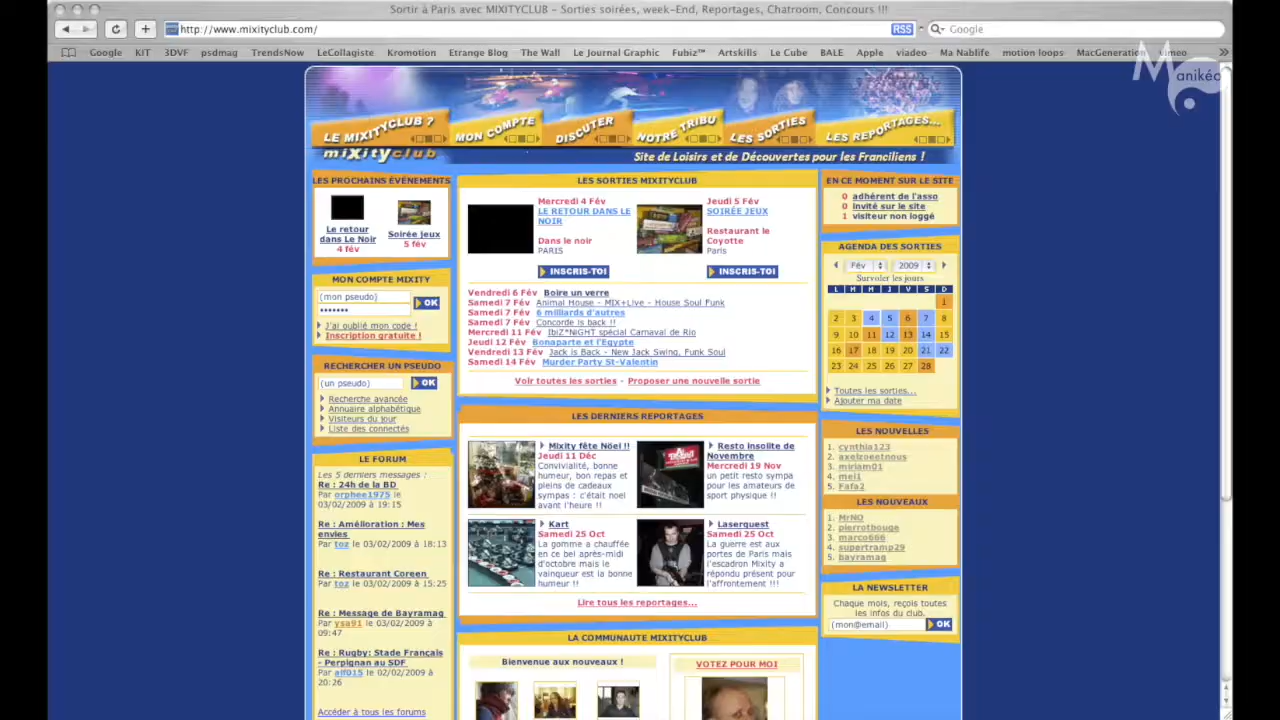 Sortir à Paris avec MIXITYCLUB - Sorties soirées, week-End, Reportages, Chatroom, Concours !!!
http://www.mixityclub.com/
RSS
Google
Google KIT 3DVF psdmag TrendsNow LeCollagiste Kromotion Etrange Blog The Wall Le Journal Graphic Fubiz™ Artskills Le Cube BALE Apple viadeo Ma Nablife motion loops MacGeneration Vimeo
Manikéo
LE MIXITYCLUB ?
MON COMPTE
DISCUTER
NOTRE TRIBU
LES SORTIES
LES REPORTAGES...
mixityclub
Site de Loisirs et de Découvertes pour les Franciliens !
LES PROCHAINS ÉVÉNEMENTS
Le retour
dans Le Noir
4 fév
Soirée jeux
5 fév
MON COMPTE MIXITY
(mon pseudo)
•••••••
OK
J'ai oublié mon code !
Inscription gratuite !
RECHERCHER UN PSEUDO
(un pseudo)
OK
Recherche avancée
Annuaire alphabétique
Visiteurs du jour
Liste des connectés
LE FORUM
Les 5 derniers messages :
Re : 24h de la BD
Par orphee1975 le
03/02/2009 à 19:15
Re : Amélioration : Mes
envies
Par toz le 03/02/2009 à 18:13
Re : Restaurant Coreen
Par toz le 03/02/2009 à 15:25
Re : Message de Bayramag
Par ysa91 le 03/02/2009 à
09:47
Re : Rugby: Stade Français
- Perpignan au SDF
Par alf015 le 02/02/2009 à
20:26
Accéder à tous les forums
LES SORTIES MIXITYCLUB
Mercredi 4 Fév
LE RETOUR DANS LE
NOIR
Dans le noir
PARIS
INSCRIS-TOI
Jeudi 5 Fév
SOIRÉE JEUX
Restaurant le
Coyotte
Paris
INSCRIS-TOI
Vendredi 6 Fév Boire un verre
Samedi 7 Fév Animal House - MIX+Live - House Soul Funk
Samedi 7 Fév 6 milliards d'autres
Samedi 7 Fév Concorde is back !!
Mercredi 11 Fév IbIZ*NiGHT spécial Carnaval de Rio
Jeudi 12 Fév Bonaparte et l'Egypte
Vendredi 13 Fév Jack is Back - New Jack Swing, Funk Soul
Samedi 14 Fév Murder Party St-Valentin
Voir toutes les sorties - Proposer une nouvelle sortie
LES DERNIERS REPORTAGES
Mixity fête Nöel !!
Jeudi 11 Déc
Convivialité, bonne
humeur, bon repas et
pleins de cadeaux
sympas : c'était noel
avant l'heure !!
Resto insolite de
Novembre
Mercredi 19 Nov
un petit resto sympa
pour les amateurs de
sport physique !!
Kart
Samedi 25 Oct
La gomme a chauffée
en ce bel après-midi
d'octobre mais le
vainqueur est la bonne
humeur !!
Laserquest
Samedi 25 Oct
La guerre est aux
portes de Paris mais
l'escadron Mixity a
répondu présent pour
l'affrontement !!!
Lire tous les reportages...
LA COMMUNAUTE MIXITYCLUB
Bienvenue aux nouveaux !
VOTEZ POUR MOI
EN CE MOMENT SUR LE SITE
0 adhérent de l'asso
0 invité sur le site
1 visiteur non loggé
AGENDA DES SORTIES
Fév 2009
Survoler les jours
L M M J V S D
1
2 3 4 5 6 7 8
9 10 11 12 13 14 15
16 17 18 19 20 21 22
23 24 25 26 27 28
Toutes les sorties...
Ajouter ma date
LES NOUVELLES
1. cynthia123
2. axelzoeetnous
3. miriam01
4. mei1
5. Fafa2
LES NOUVEAUX
1. MrNO
2. pierrotbouge
3. marco666
4. supertramp29
5. bayramag
LA NEWSLETTER
Chaque mois, reçois toutes
les infos du club.
(mon@email)
OK